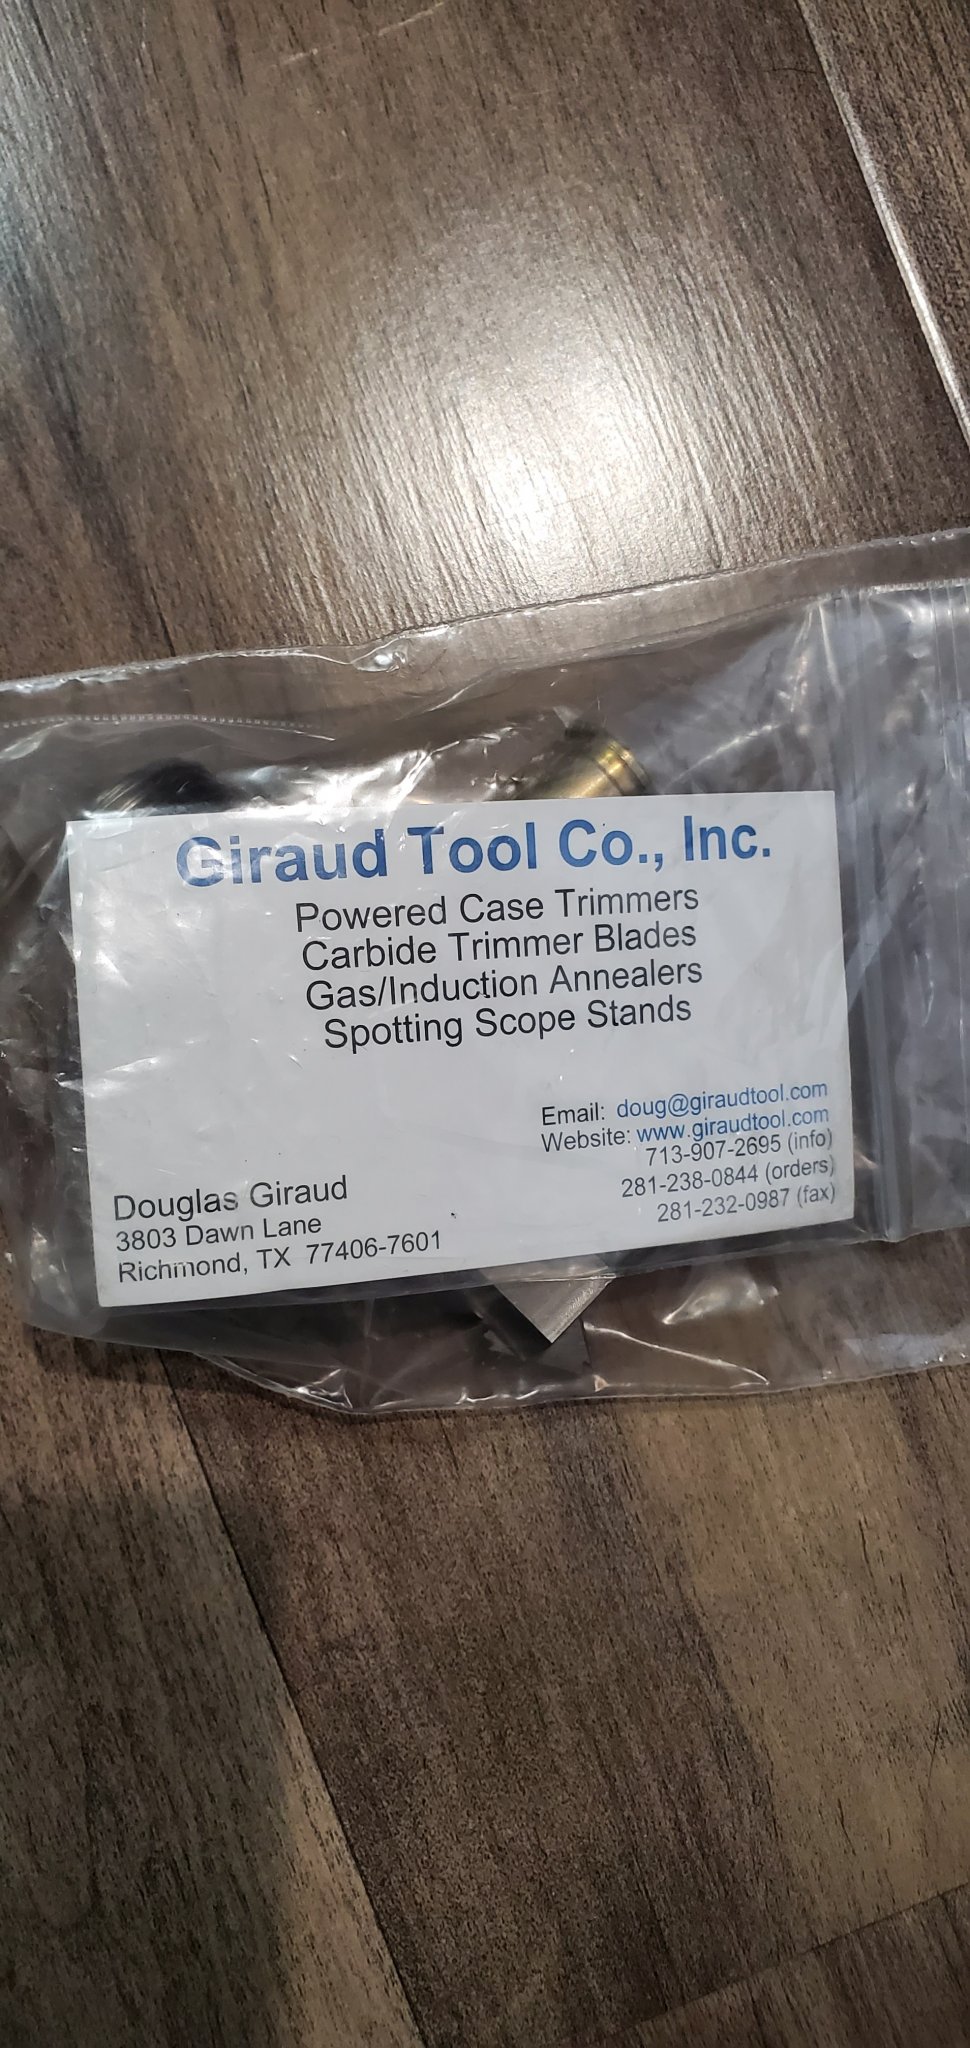 Giraud Tool Co., Inc.
Powered Case Trimmers
Carbide Trimmer Blades
Gas/Induction Annealers
Spotting Scope Stands
Email: doug@giraudtool.com
Website: www.giraudtool.com
713-907-2695 (info)
281-238-0844 (orders)
281-232-0987 (fax)
Douglas Giraud
3803 Dawn Lane
Richmond, TX 77406-7601